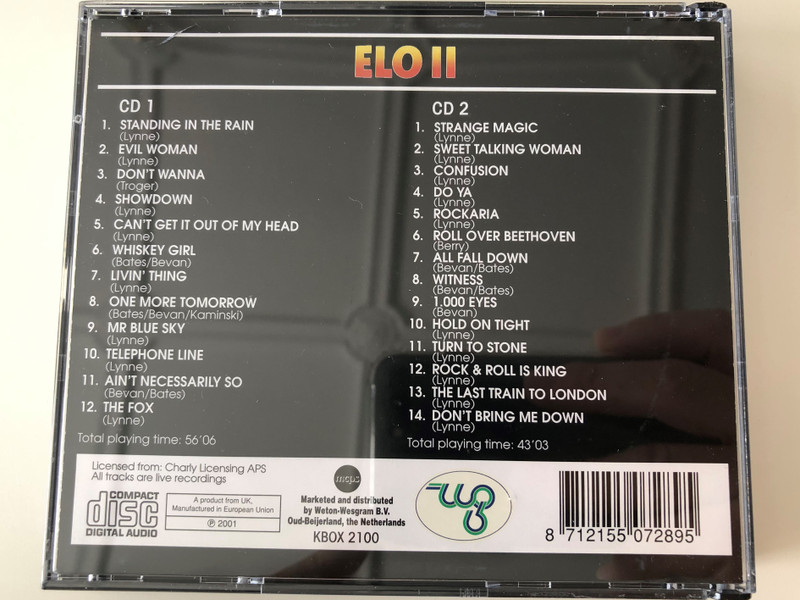 ELO II
CD 1
1. STANDING IN THE RAIN
(Lynne)
2. EVIL WOMAN
(Lynne)
3. DON'T WANNA
(Troger)
4. SHOWDOWN
(Lynne)
5. CAN'T GET IT OUT OF MY HEAD
(Lynne)
6. WHISKEY GIRL
(Bates/Bevan)
7. LIVIN' THING
(Lynne)
8. ONE MORE TOMORROW
(Bates/Bevan/Kaminski)
9. MR BLUE SKY
(Lynne)
10. TELEPHONE LINE
(Lynne)
11. AIN'T NECESSARILY SO
(Bevan/Bates)
12. THE FOX
(Lynne)
Total playing time: 56'06
CD 2
1. STRANGE MAGIC
(Lynne)
2. SWEET TALKING WOMAN
(Lynne)
3. CONFUSION
(Lynne)
4. DO YA
(Lynne)
5. ROCKARIA
(Lynne)
6. ROLL OVER BEETHOVEN
(Berry)
7. ALL FALL DOWN
(Bevan/Bates)
8. WITNESS
(Bevan/Bates)
9. 1.000 EYES
(Bevan)
10. HOLD ON TIGHT
(Lynne)
11. TURN TO STONE
(Lynne)
12. ROCK & ROLL IS KING
(Lynne)
13. THE LAST TRAIN TO LONDON
(Lynne)
14. DON'T BRING ME DOWN
(Lynne)
Total playing time: 43'03
Licensed from: Charly Licensing APS
All tracks are live recordings
COMPACT
disc
DIGITAL AUDIO
A product from UK,
Manufactured in European Union
℗ 2001
mcps
Marketed and distributed
by Weton-Wesgram B.V.
Oud-Beijerland, the Netherlands
KBOX 2100
8 712155 072895